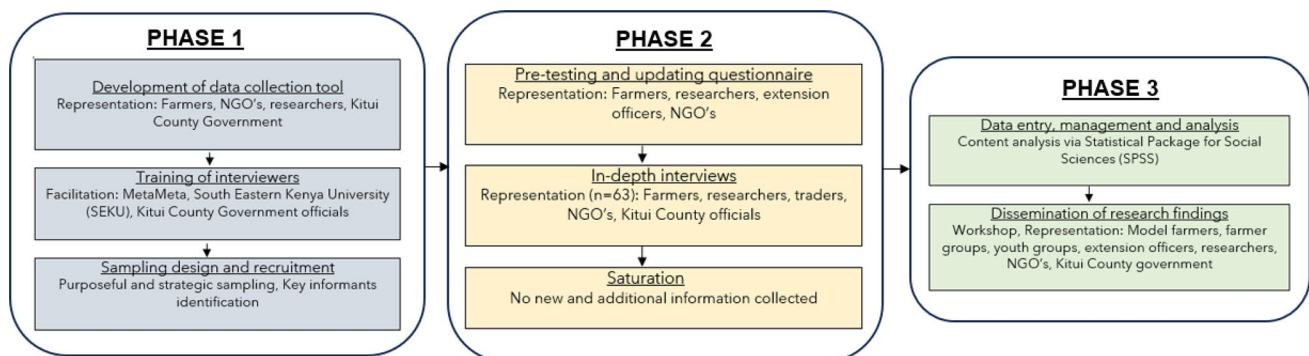 PHASE 1
Development of data collection tool
Representation: Farmers, NGO's, researchers, Kitui
County Government
Training of interviewers
Facilitation: MetaMeta, South Eastern Kenya University
(SEKU), Kitui County Government officials
Sampling design and recruitment
Purposeful and strategic sampling, Key informants
identification
PHASE 2
Pre-testing and updating questionnaire
Representation: Farmers, researchers, extension
officers, NGO's
In-depth interviews
Representation (n=63): Farmers, researchers, traders,
NGO's, Kitui County officials
Saturation
No new and additional information collected
PHASE 3
Data entry, management and analysis
Content analysis via Statistical Package for Social
Sciences (SPSS)
Dissemination of research findings
Workshop, Representation: Model farmers, farmer
groups, youth groups, extension officers, researchers,
NGO's, Kitui County government